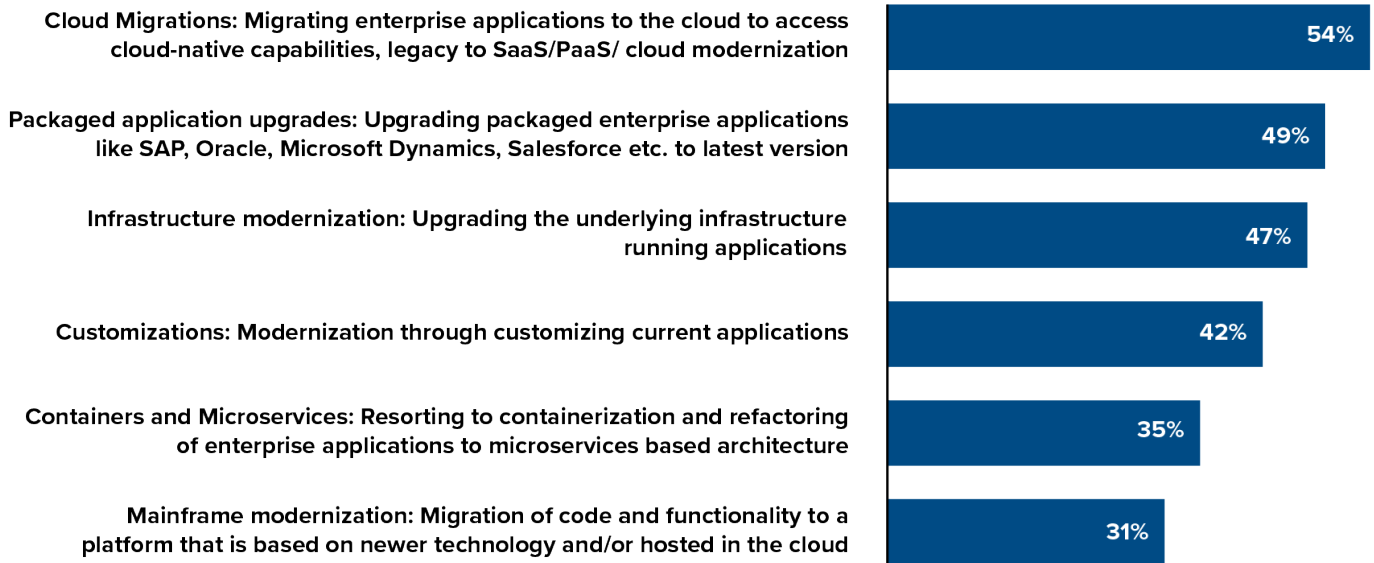 Cloud Migrations: Migrating enterprise applications to the cloud to access
cloud-native capabilities, legacy to SaaS/PaaS/ cloud modernization
54%
Packaged application upgrades: Upgrading packaged enterprise applications
like SAP, Oracle, Microsoft Dynamics, Salesforce etc. to latest version
49%
Infrastructure modernization: Upgrading the underlying infrastructure
running applications
47%
Customizations: Modernization through customizing current applications
42%
Containers and Microservices: Resorting to containerization and refactoring
of enterprise applications to microservices based architecture
35%
Mainframe modernization: Migration of code and functionality to a
platform that is based on newer technology and/or hosted in the cloud
31%